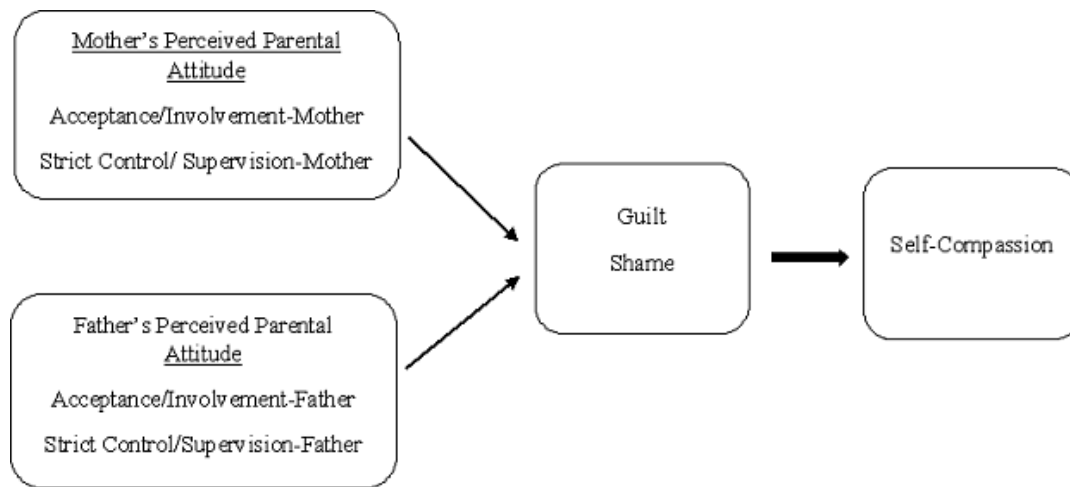 Mother's Perceived Parental
Attitude
Acceptance/Involvement-Mother
Strict Control/ Supervision-Mother
Guilt
Shame
Self-Compassion
Father's Perceived Parental
Attitude
Acceptance/Involvement-Father
Strict Control/Supervision-Father